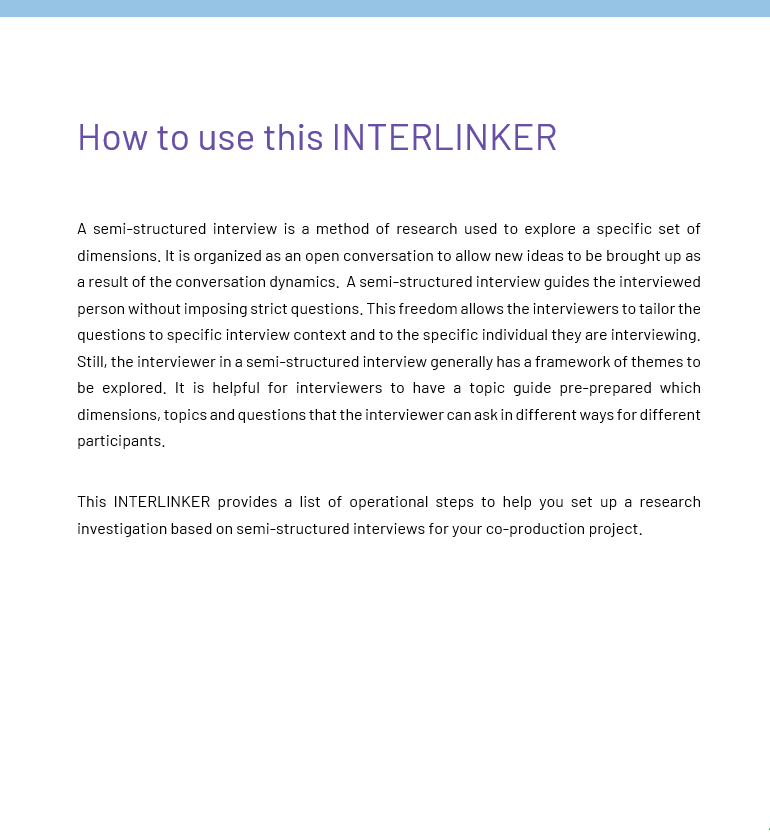 How to use this INTERLINKER
A semi-structured interview is a method of research used to explore a specific set of
dimensions. It is organized as an open conversation to allow new ideas to be brought up as
a result of the conversation dynamics.  A semi-structured interview guides the interviewed
person without imposing strict questions. This freedom allows the interviewers to tailor the
questions to specific interview context and to the specific individual they are interviewing.
Still, the interviewer in a semi-structured interview generally has a framework of themes to
be explored. It is helpful for interviewers to have a topic guide pre-prepared which
dimensions, topics and questions that the interviewer can ask in different ways for different
participants.
This INTERLINKER provides a list of operational steps to help you set up a research
investigation based on semi-structured interviews for your co-production project.